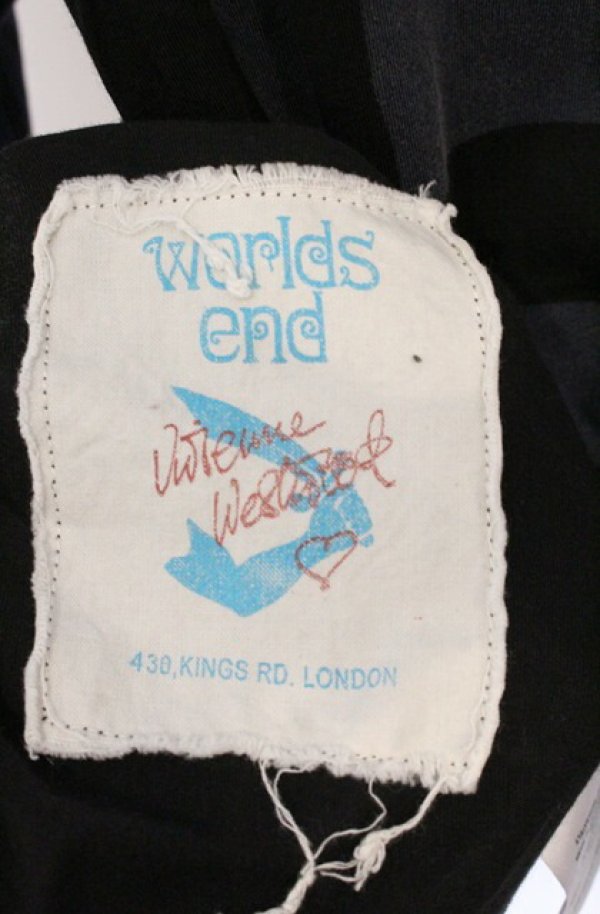 worlds
end
Vivienne
Westwood
430, KINGS RD. LONDON